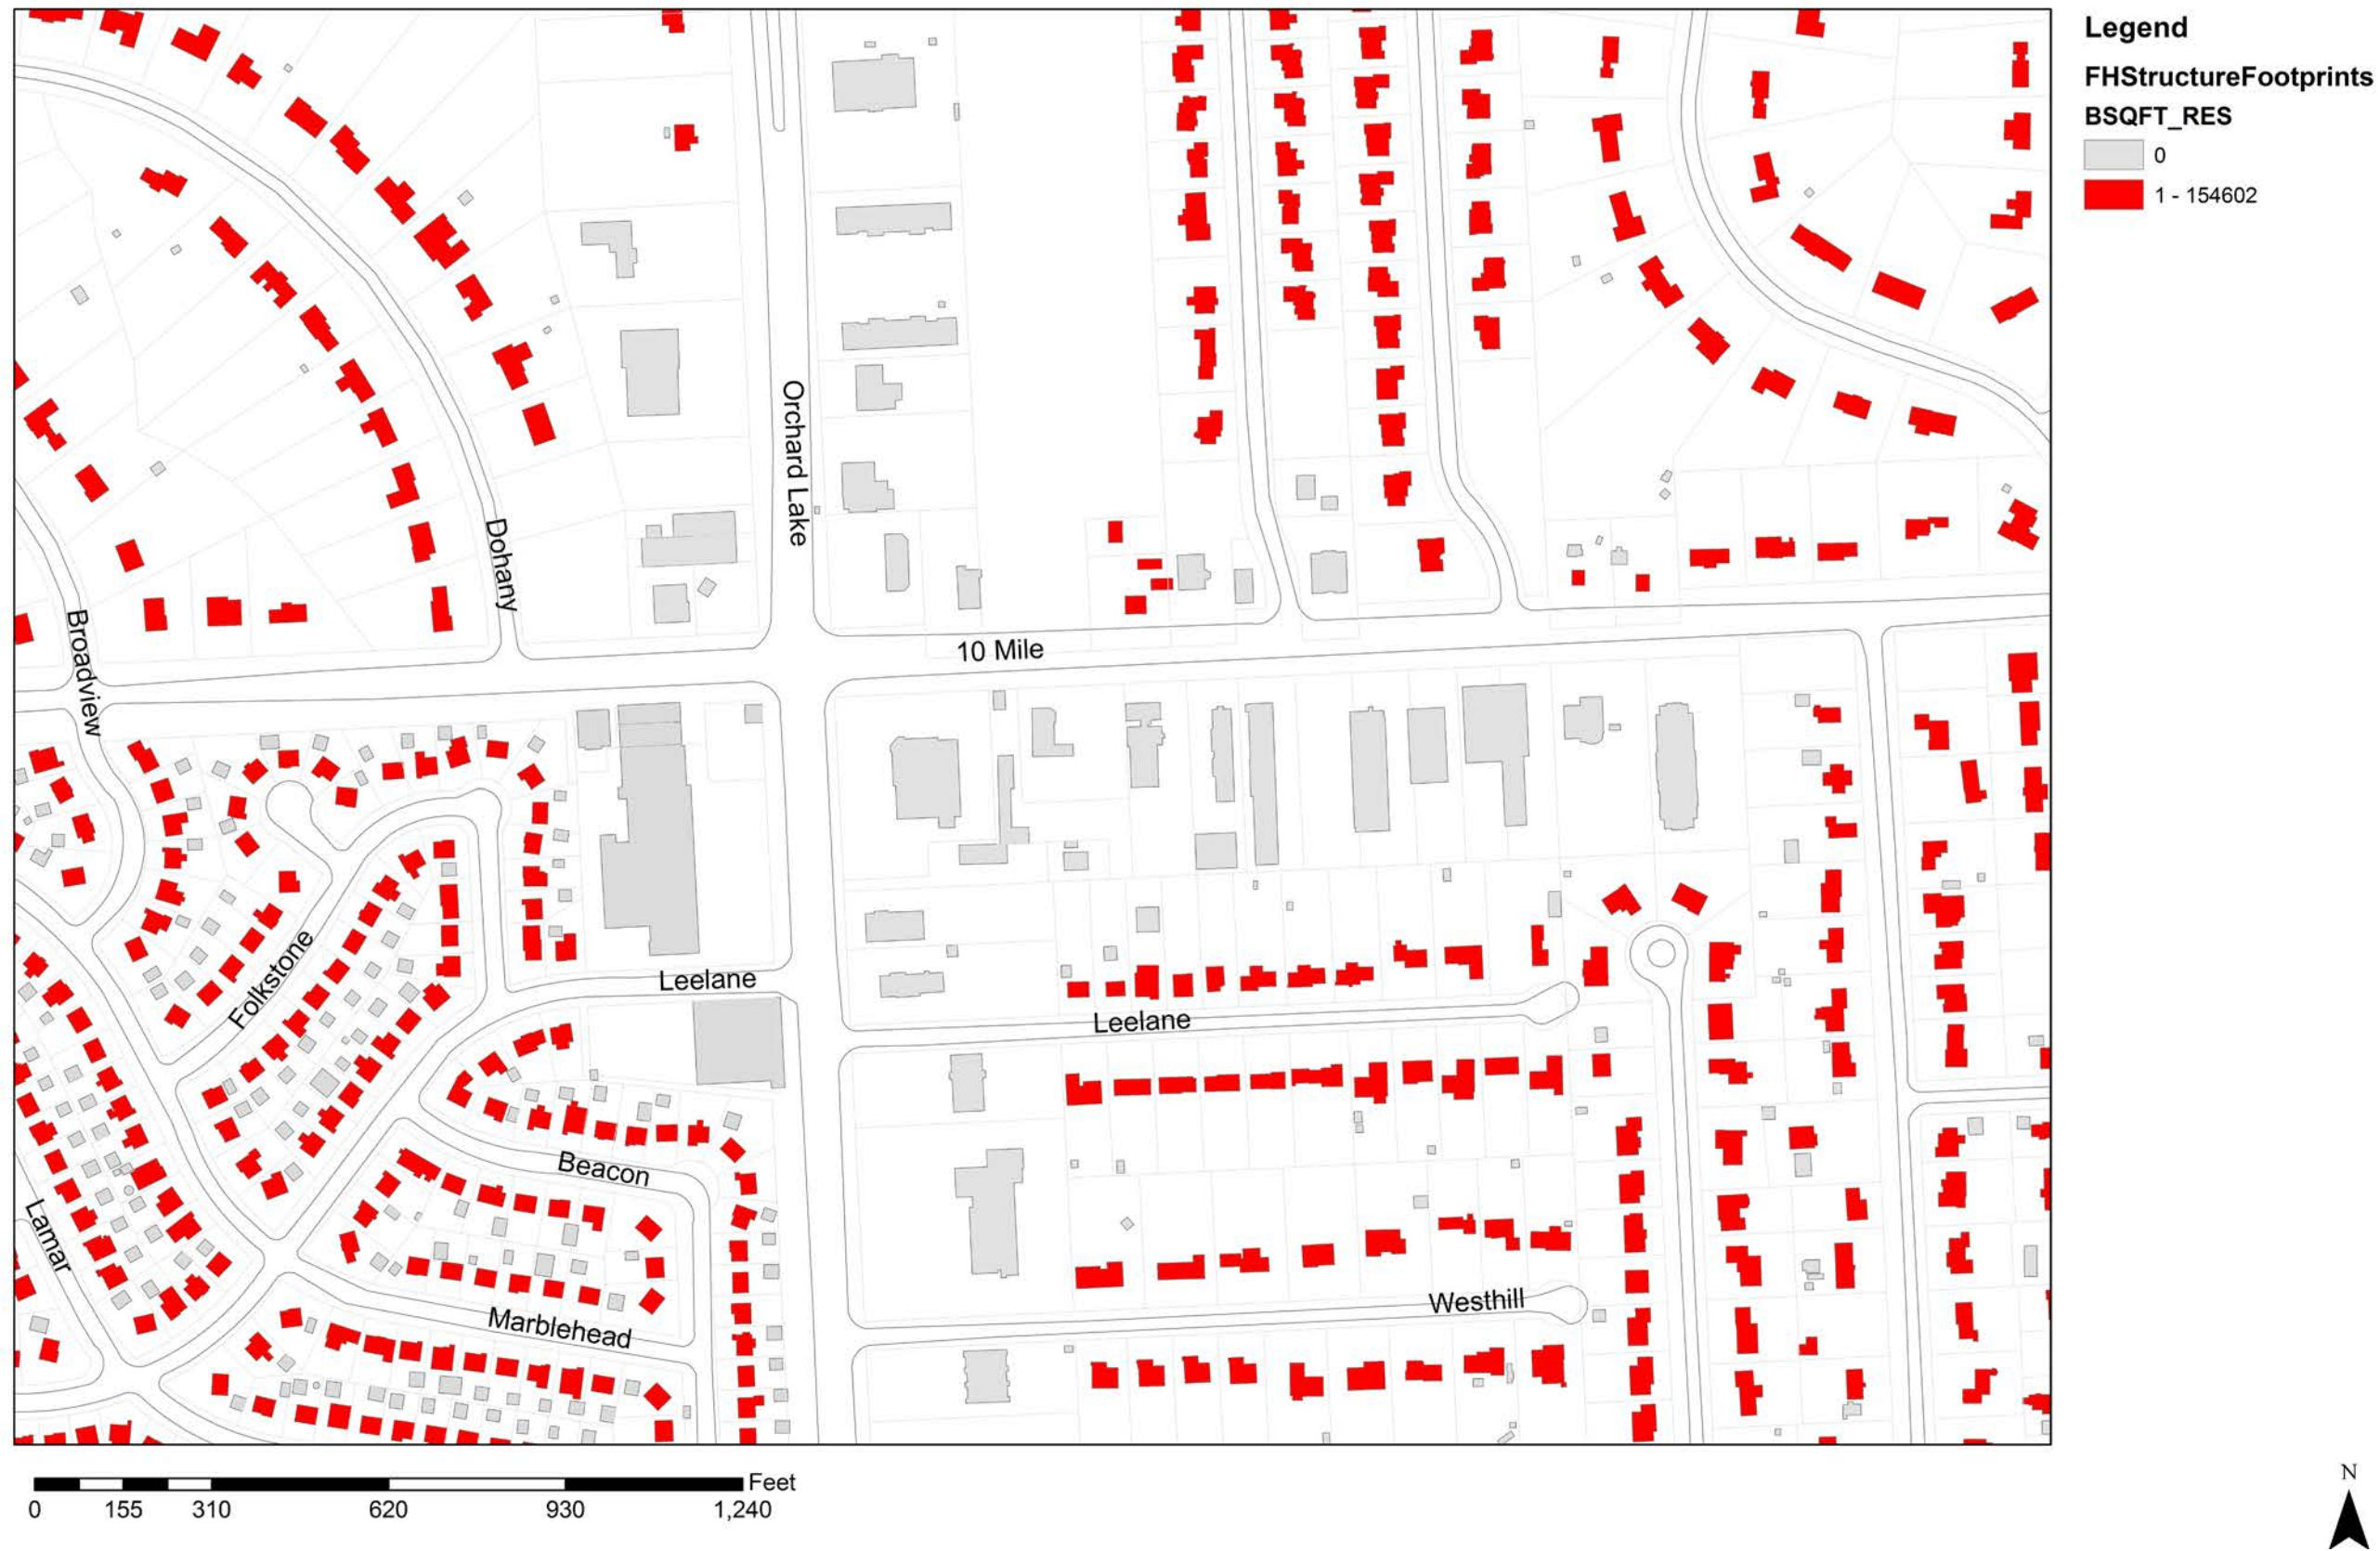 Legend
FHStructureFootprints
BSQFT_RES
0
1 - 154602
Orchard Lake
Dohany
Broadview
10 Mile
Folkstone
Leelane
Leelane
Beacon
Lamar
Westhill
Marblehead
Feet
0 155 310 620 930 1,240
N